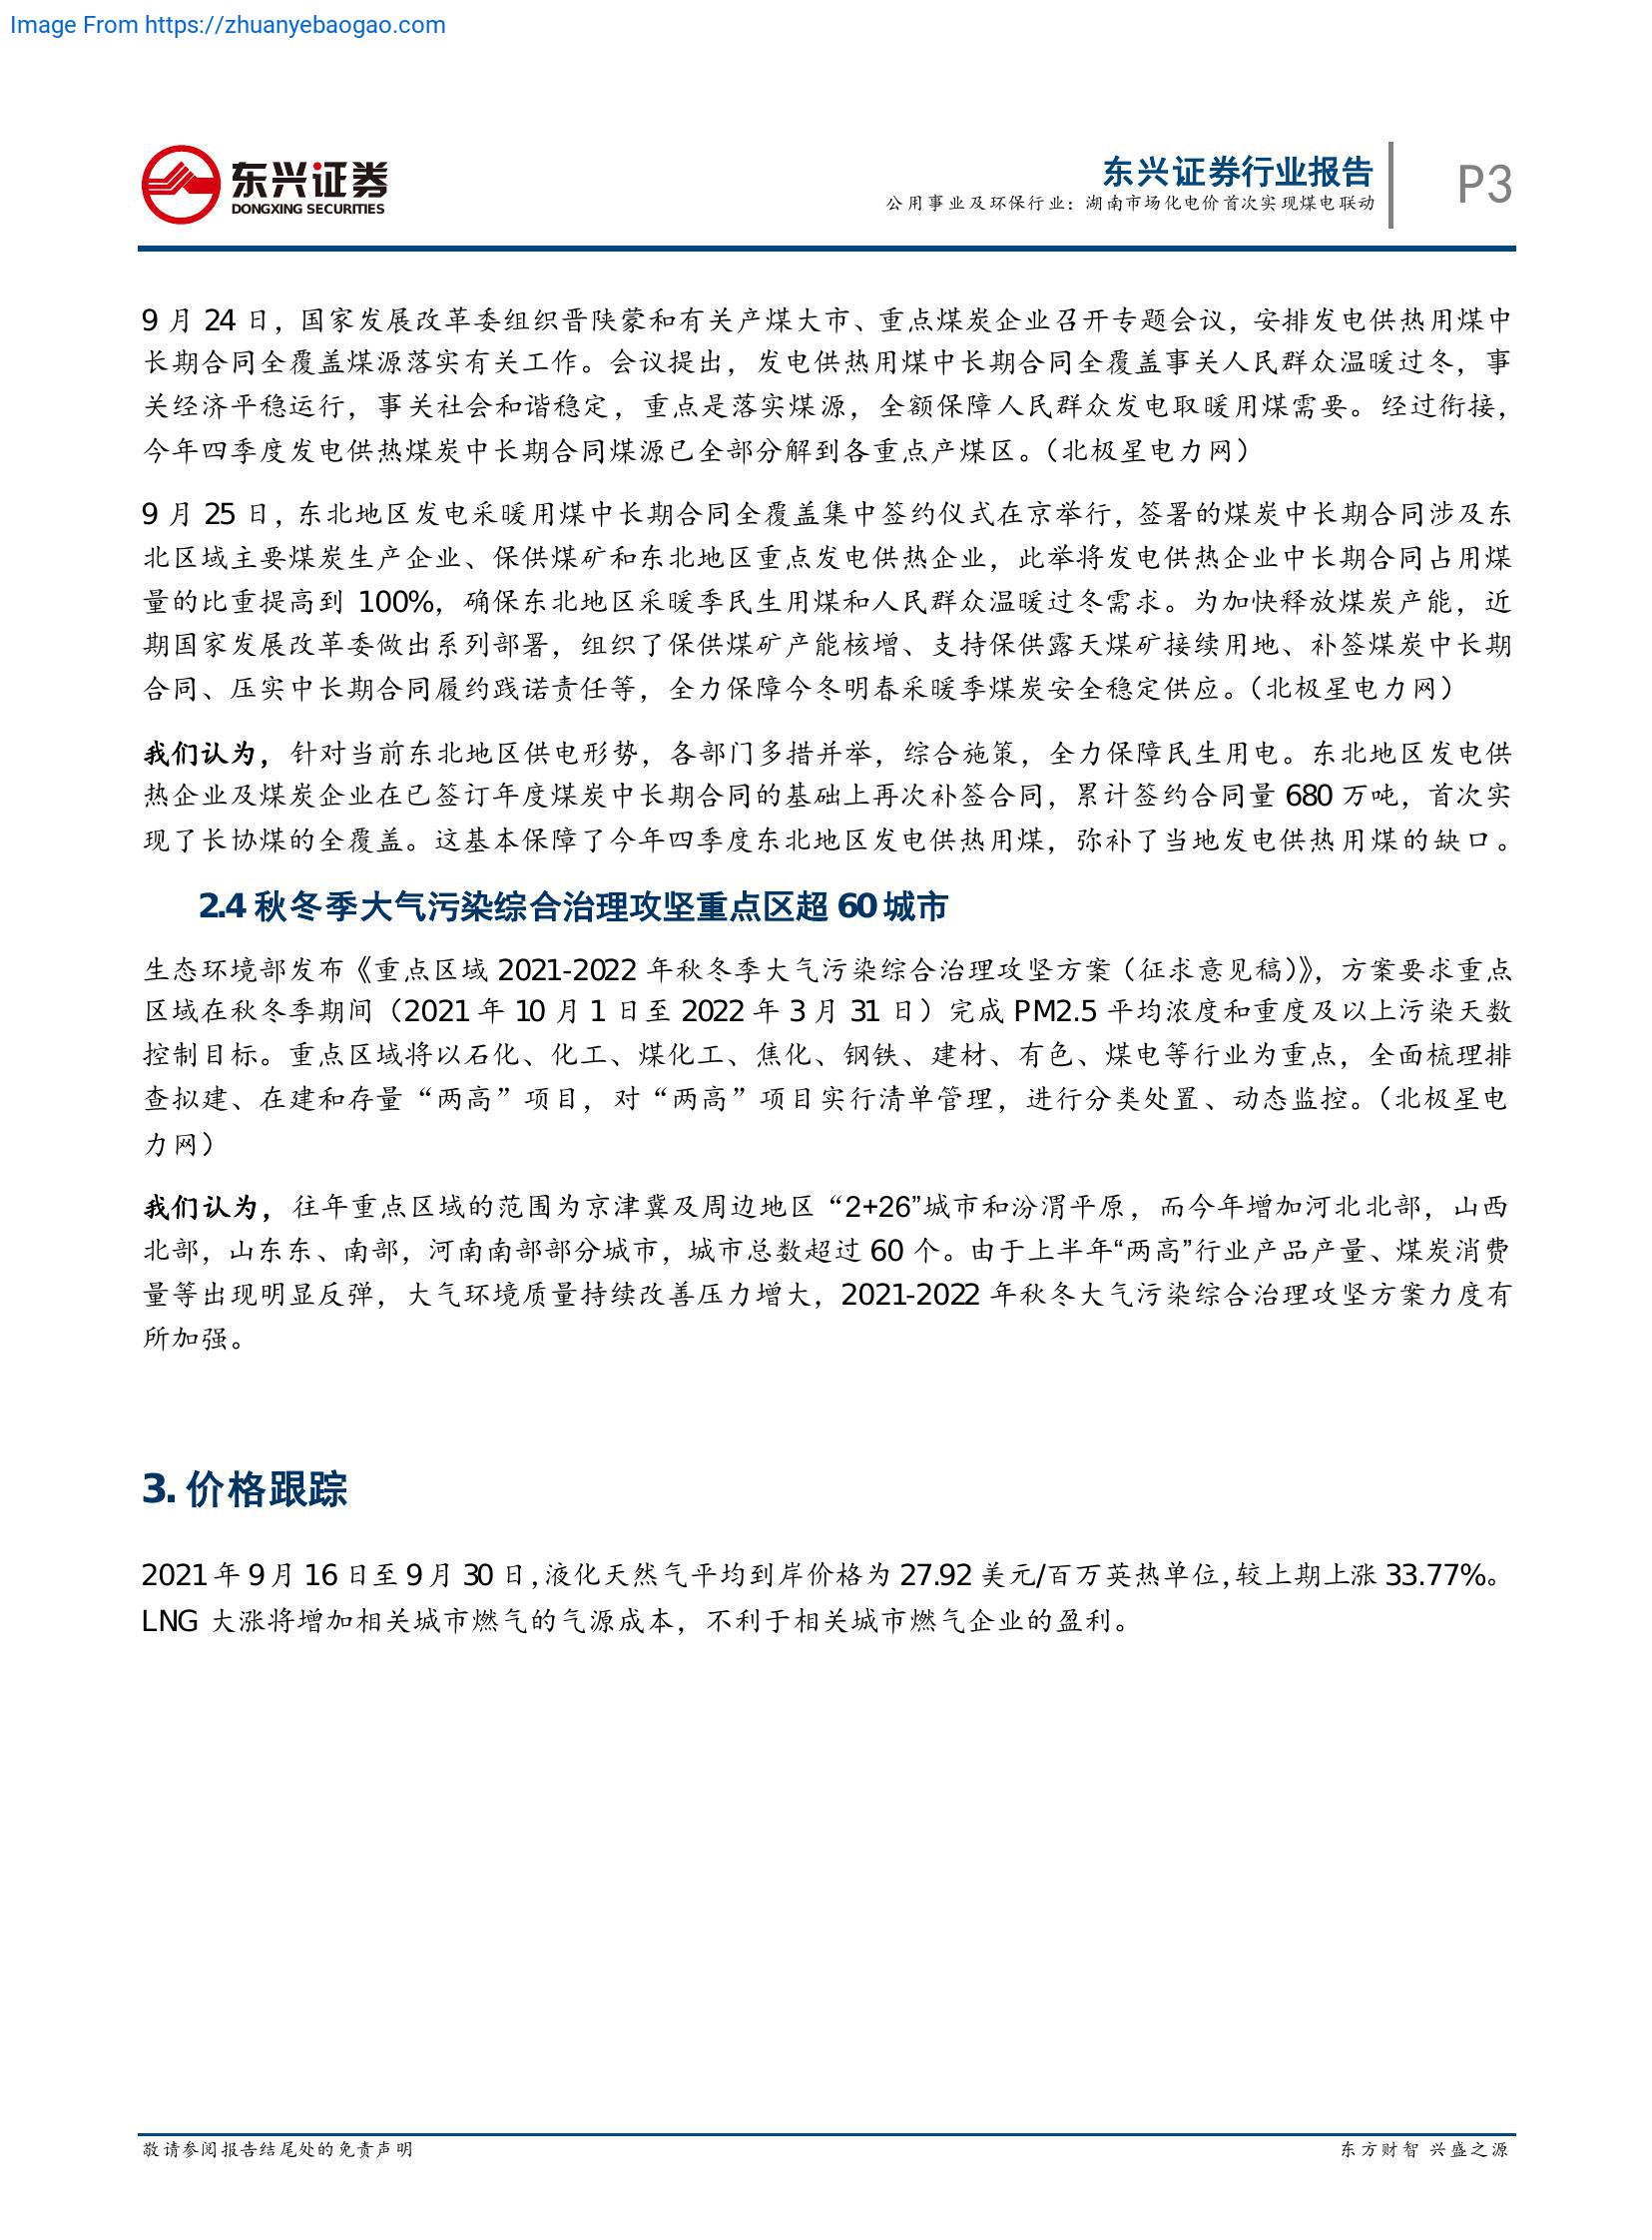 Image From https://zhuanyebaogao.com
东兴证券
DONGXING SECURITIES
东兴证券行业报告
公用事业及环保行业：湖南市场化电价首次实现煤电联动
P3
9 月 24 日，国家发展改革委组织晋陕蒙和有关产煤大市、重点煤炭企业召开专题会议，安排发电供热用煤中
长期合同全覆盖煤源落实有关工作。会议提出，发电供热用煤中长期合同全覆盖事关人民群众温暖过冬，事
关经济平稳运行，事关社会和谐稳定，重点是落实煤源，全额保障人民群众发电取暖用煤需要。经过衔接，
今年四季度发电供热煤炭中长期合同煤源已全部分解到各重点产煤区。（北极星电力网）
9 月 25 日，东北地区发电采暖用煤中长期合同全覆盖集中签约仪式在京举行，签署的煤炭中长期合同涉及东
北区域主要煤炭生产企业、保供煤矿和东北地区重点发电供热企业，此举将发电供热企业中长期合同占用煤
量的比重提高到 100%，确保东北地区采暖季民生用煤和人民群众温暖过冬需求。为加快释放煤炭产能，近
期国家发展改革委做出系列部署，组织了保供煤矿产能核增、支持保供露天煤矿接续用地、补签煤炭中长期
合同、压实中长期合同履约践诺责任等，全力保障今冬明春采暖季煤炭安全稳定供应。（北极星电力网）
我们认为，针对当前东北地区供电形势，各部门多措并举，综合施策，全力保障民生用电。东北地区发电供
热企业及煤炭企业在已签订年度煤炭中长期合同的基础上再次补签合同，累计签约合同量 680 万吨，首次实
现了长协煤的全覆盖。这基本保障了今年四季度东北地区发电供热用煤，弥补了当地发电供热用煤的缺口。
2.4 秋冬季大气污染综合治理攻坚重点区超 60 城市
生态环境部发布《重点区域 2021-2022 年秋冬季大气污染综合治理攻坚方案（征求意见稿）》，方案要求重点
区域在秋冬季期间（2021 年 10 月 1 日至 2022 年 3 月 31 日）完成 PM2.5 平均浓度和重度及以上污染天数
控制目标。重点区域将以石化、化工、煤化工、焦化、钢铁、建材、有色、煤电等行业为重点，全面梳理排
查拟建、在建和存量“两高”项目，对“两高”项目实行清单管理，进行分类处置、动态监控。（北极星电
力网）
我们认为，往年重点区域的范围为京津冀及周边地区“2+26”城市和汾渭平原，而今年增加河北北部，山西
北部，山东东、南部，河南南部部分城市，城市总数超过 60 个。由于上半年“两高”行业产品产量、煤炭消费
量等出现明显反弹，大气环境质量持续改善压力增大，2021-2022 年秋冬大气污染综合治理攻坚方案力度有
所加强。
3. 价格跟踪
2021 年 9 月 16 日至 9 月 30 日，液化天然气平均到岸价格为 27.92 美元/百万英热单位，较上期上涨 33.77%。
LNG 大涨将增加相关城市燃气的气源成本，不利于相关城市燃气企业的盈利。
敬请参阅报告结尾处的免责声明
东方财智 兴盛之源